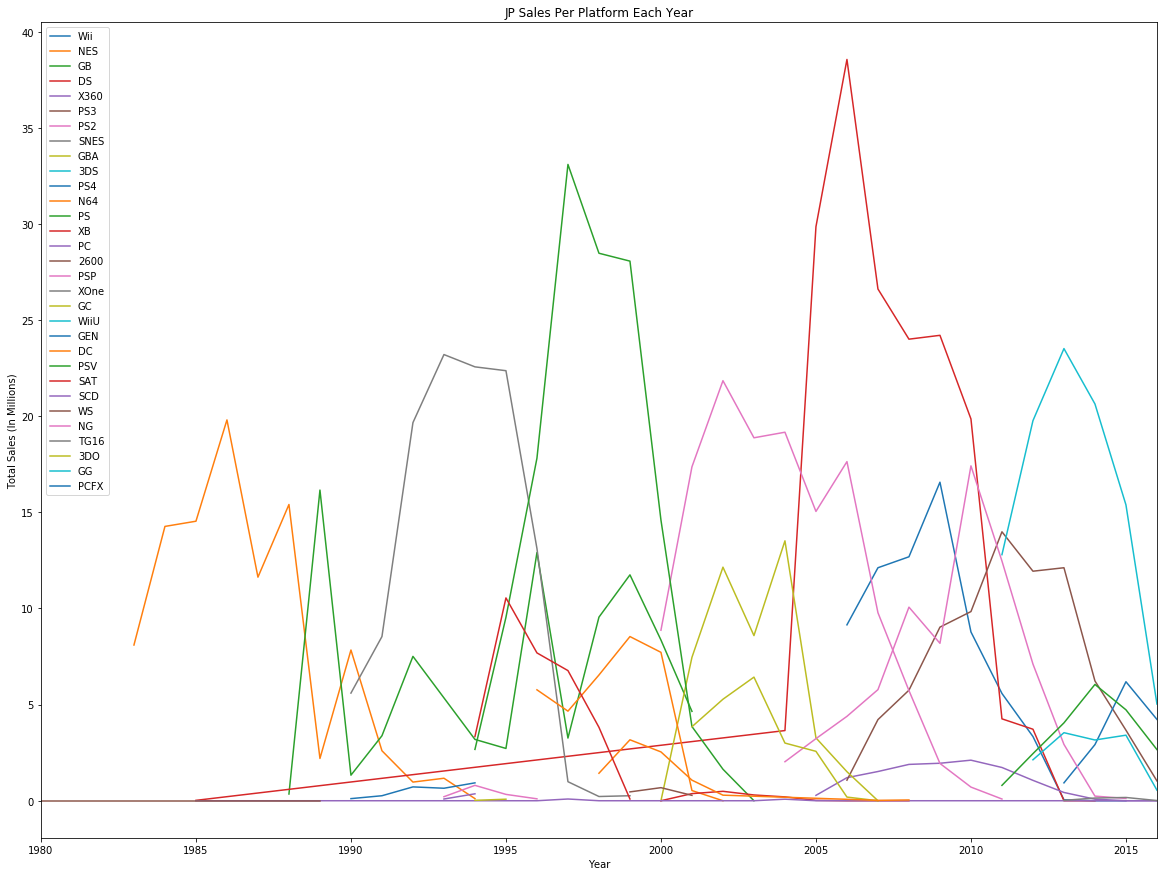 JP Sales Per Platform Each Year
40
35
30
25
20
15
10
5
0
Total Sales (In Millions)
Wii
NES
GB
DS
X360
PS3
PS2
SNES
GBA
3DS
PS4
N64
PS
XB
PC
2600
PSP
XOne
GC
WiiU
GEN
DC
PSV
SAT
SCD
WS
NG
TG16
3DO
GG
PCFX
1980 1985 1990 1995 2000 2005 2010 2015
Year